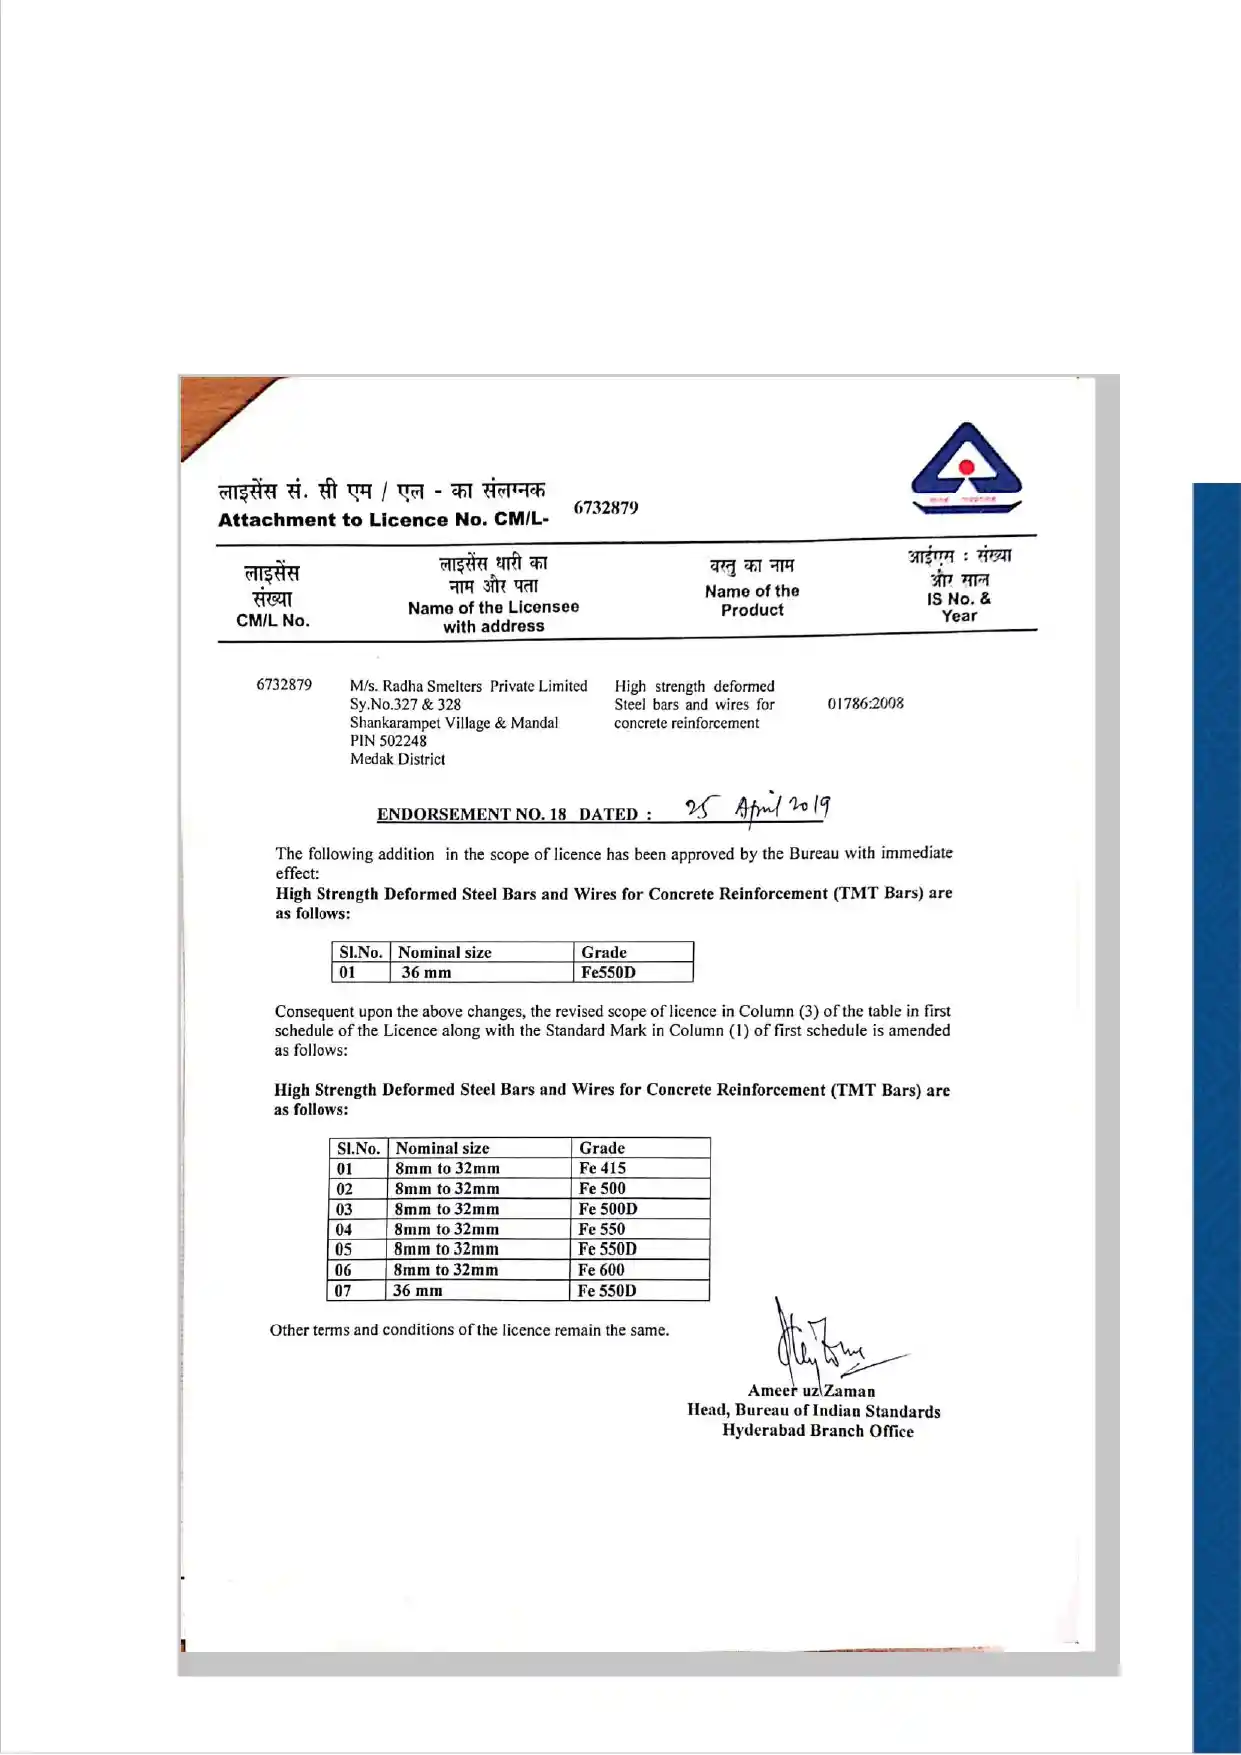 लाइसेंस सं. सी एम / एल - का संलग्नक
Attachment to Licence No. CM/L-
6732879
लाइसेंस
संख्या
CM/L No.
लाइसेंस धारी का
नाम और पता
Name of the Licensee
with address
वस्तु का नाम
Name of the
Product
आईएस : संख्या
और साल
IS No. &
Year
6732879
M/s. Radha Smelters Private Limited
Sy.No.327 & 328
Shankarampet Village & Mandal
PIN 502248
Medak District
High strength deformed
Steel bars and wires for
concrete reinforcement
01786:2008
ENDORSEMENT NO. 18 DATED : 25 April 2019
The following addition in the scope of licence has been approved by the Bureau with immediate
effect:
High Strength Deformed Steel Bars and Wires for Concrete Reinforcement (TMT Bars) are
as follows:
Sl.No. Nominal size Grade
01 36 mm Fe550D
Consequent upon the above changes, the revised scope of licence in Column (3) of the table in first
schedule of the Licence along with the Standard Mark in Column (1) of first schedule is amended
as follows:
High Strength Deformed Steel Bars and Wires for Concrete Reinforcement (TMT Bars) are
as follows:
Sl.No. Nominal size Grade
01 8mm to 32mm Fe 415
02 8mm to 32mm Fe 500
03 8mm to 32mm Fe 500D
04 8mm to 32mm Fe 550
05 8mm to 32mm Fe 550D
06 8mm to 32mm Fe 600
07 36 mm Fe 550D
Other terms and conditions of the licence remain the same.
Ameer uz Zaman
Head, Bureau of Indian Standards
Hyderabad Branch Office